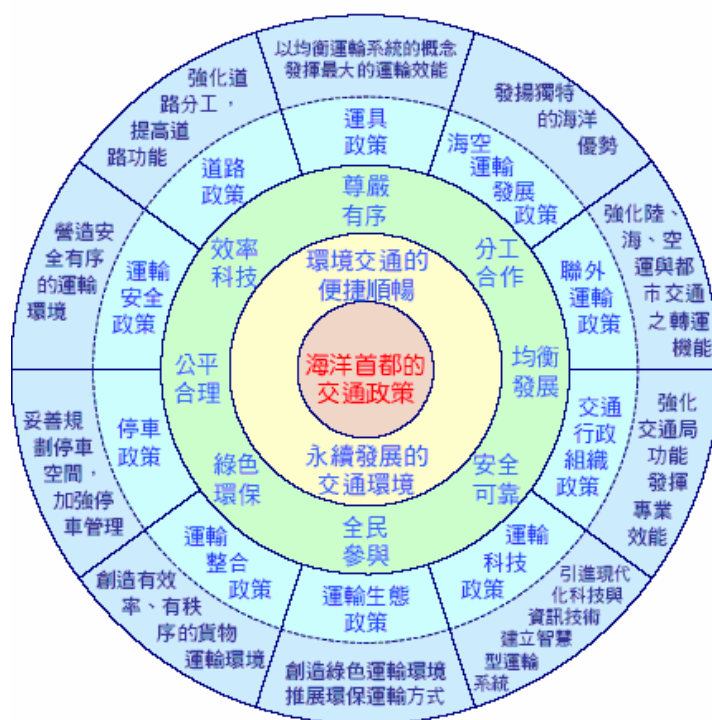 以均衡運輸系統的概念
發揮最大的運輸效能
運具
政策
發揚獨特
的海洋
優勢
海空
運輸
發展
政策
強化陸、
海、空
運與都
市交通
之轉運
機能
聯外
運輸
政策
強化
交通局
功能
發揮
專業
效能
交通
行政
組織
政策
引進現代
化科技與
資訊技術
建立智慧
型運輸
系統
運輸
科技
政策
創造綠色運輸環境
推展環保運輸方式
運輸生態
政策
創造有效
率、有秩
序的貨物
運輸環境
運輸
整合
政策
妥善規
劃停車
空間,
加強停
車管理
停車
政策
營造安
全有序
的運輸
環境
運輸
安全
政策
強化道
路分工,
提高道
路功能
道路
政策
尊嚴
有序
分工
合作
均衡
發展
安全
可靠
全民
參與
綠色
環保
公平
合理
效率
科技
環境交通的
便捷順暢
海洋首都的
交通政策
永續發展的
交通環境